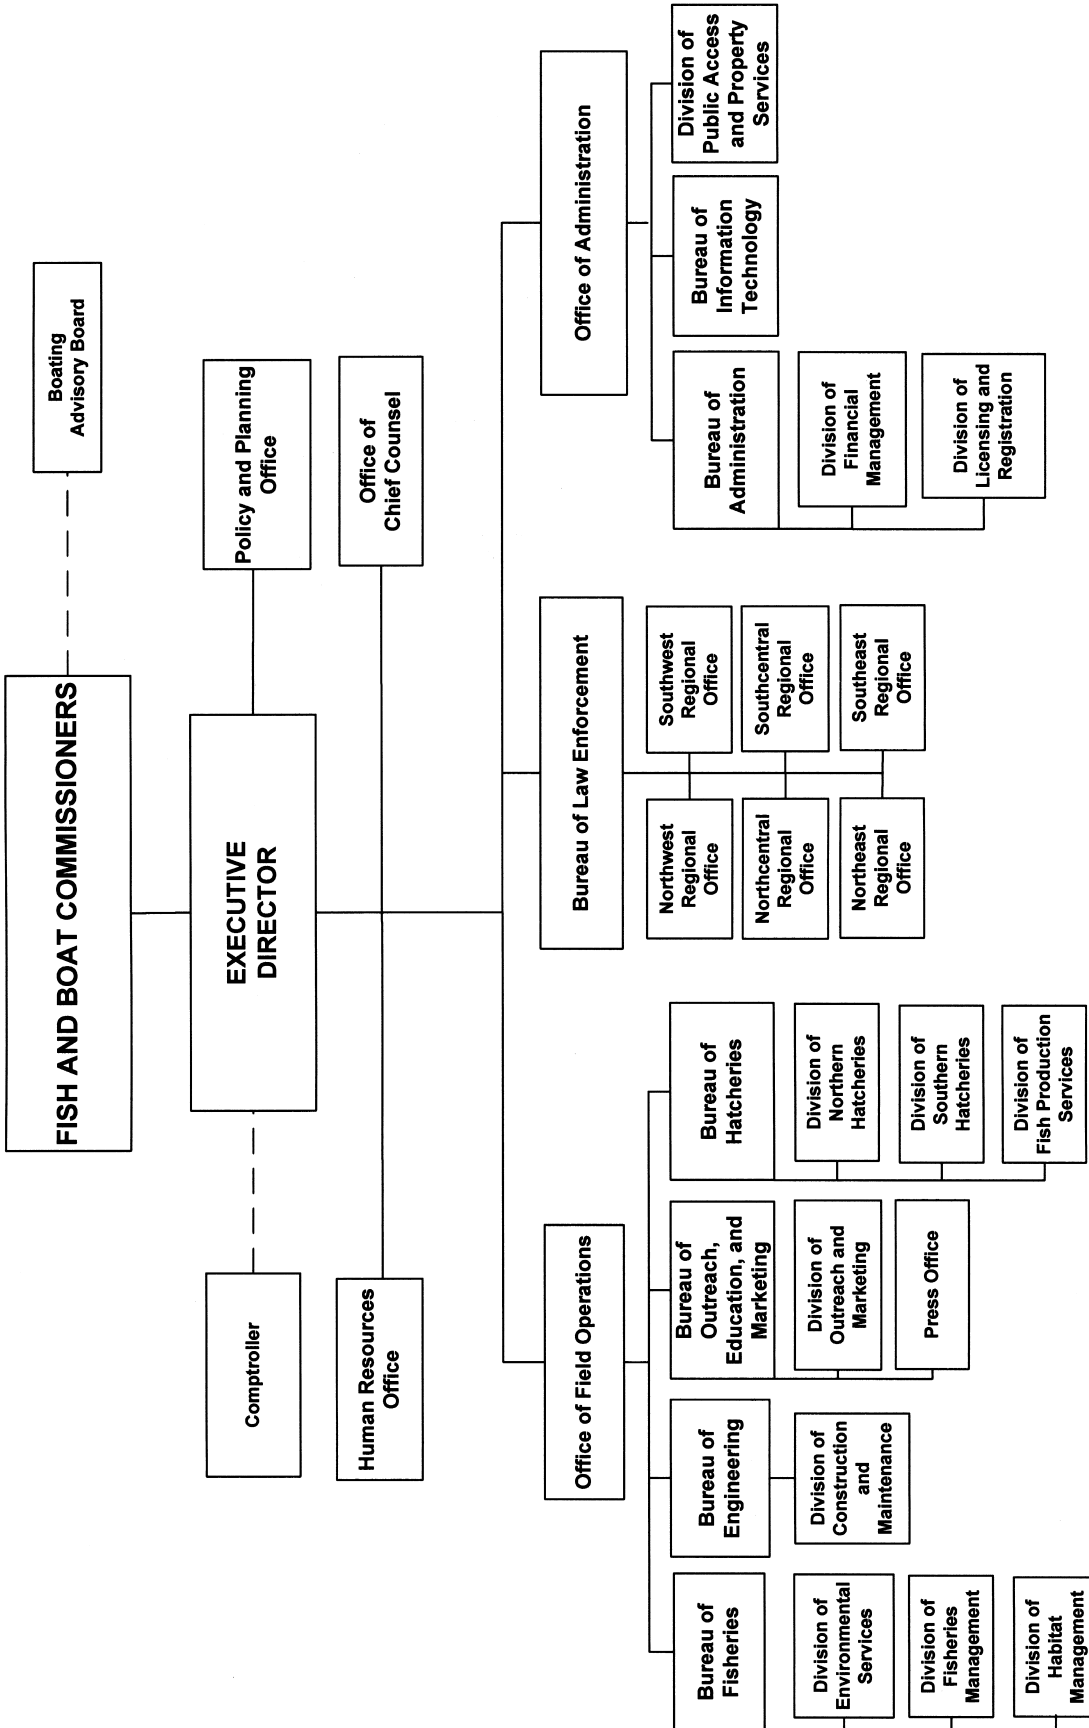 FISH AND BOAT COMMISSIONERS
Boating
Advisory Board
EXECUTIVE
DIRECTOR
Comptroller
Policy and Planning
Office
Human Resources
Office
Office of
Chief Counsel
Office of Field Operations
Bureau of Law Enforcement
Office of Administration
Bureau of
Fisheries
Division of
Environmental
Services
Division of
Fisheries
Management
Division of
Habitat
Management
Bureau of
Engineering
Division of
Construction
and
Maintenance
Bureau of
Outreach,
Education, and
Marketing
Division of
Outreach and
Marketing
Press Office
Bureau of
Hatcheries
Division of
Northern
Hatcheries
Division of
Southern
Hatcheries
Division of
Fish Production
Services
Northwest
Regional
Office
Southwest
Regional
Office
Northcentral
Regional
Office
Southcentral
Regional
Office
Northeast
Regional
Office
Southeast
Regional
Office
Bureau of
Administration
Division of
Financial
Management
Division of
Licensing and
Registration
Bureau of
Information
Technology
Division of
Public Access
and Property
Services